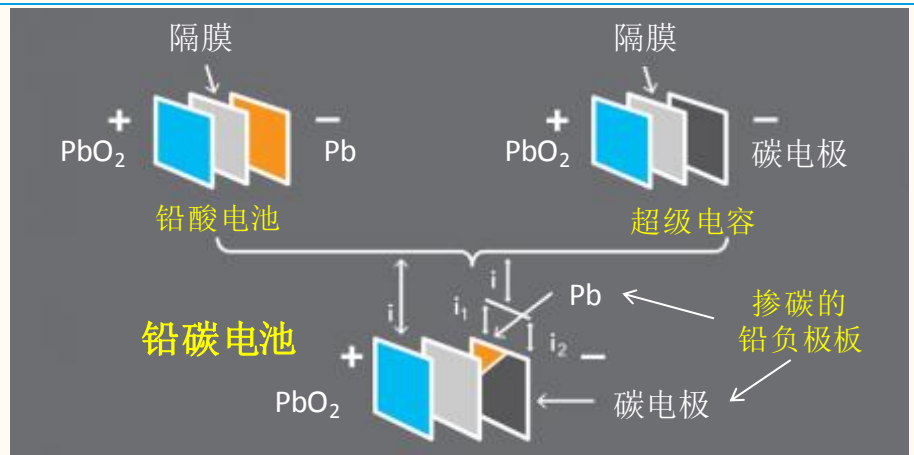 隔膜
隔膜
+
−
PbO₂
Pb
+
−
PbO₂
碳电极
铅酸电池
超级电容
i
i
i₁
i₂
Pb
掺碳的
铅负极板
铅碳电池
+
−
PbO₂
碳电极